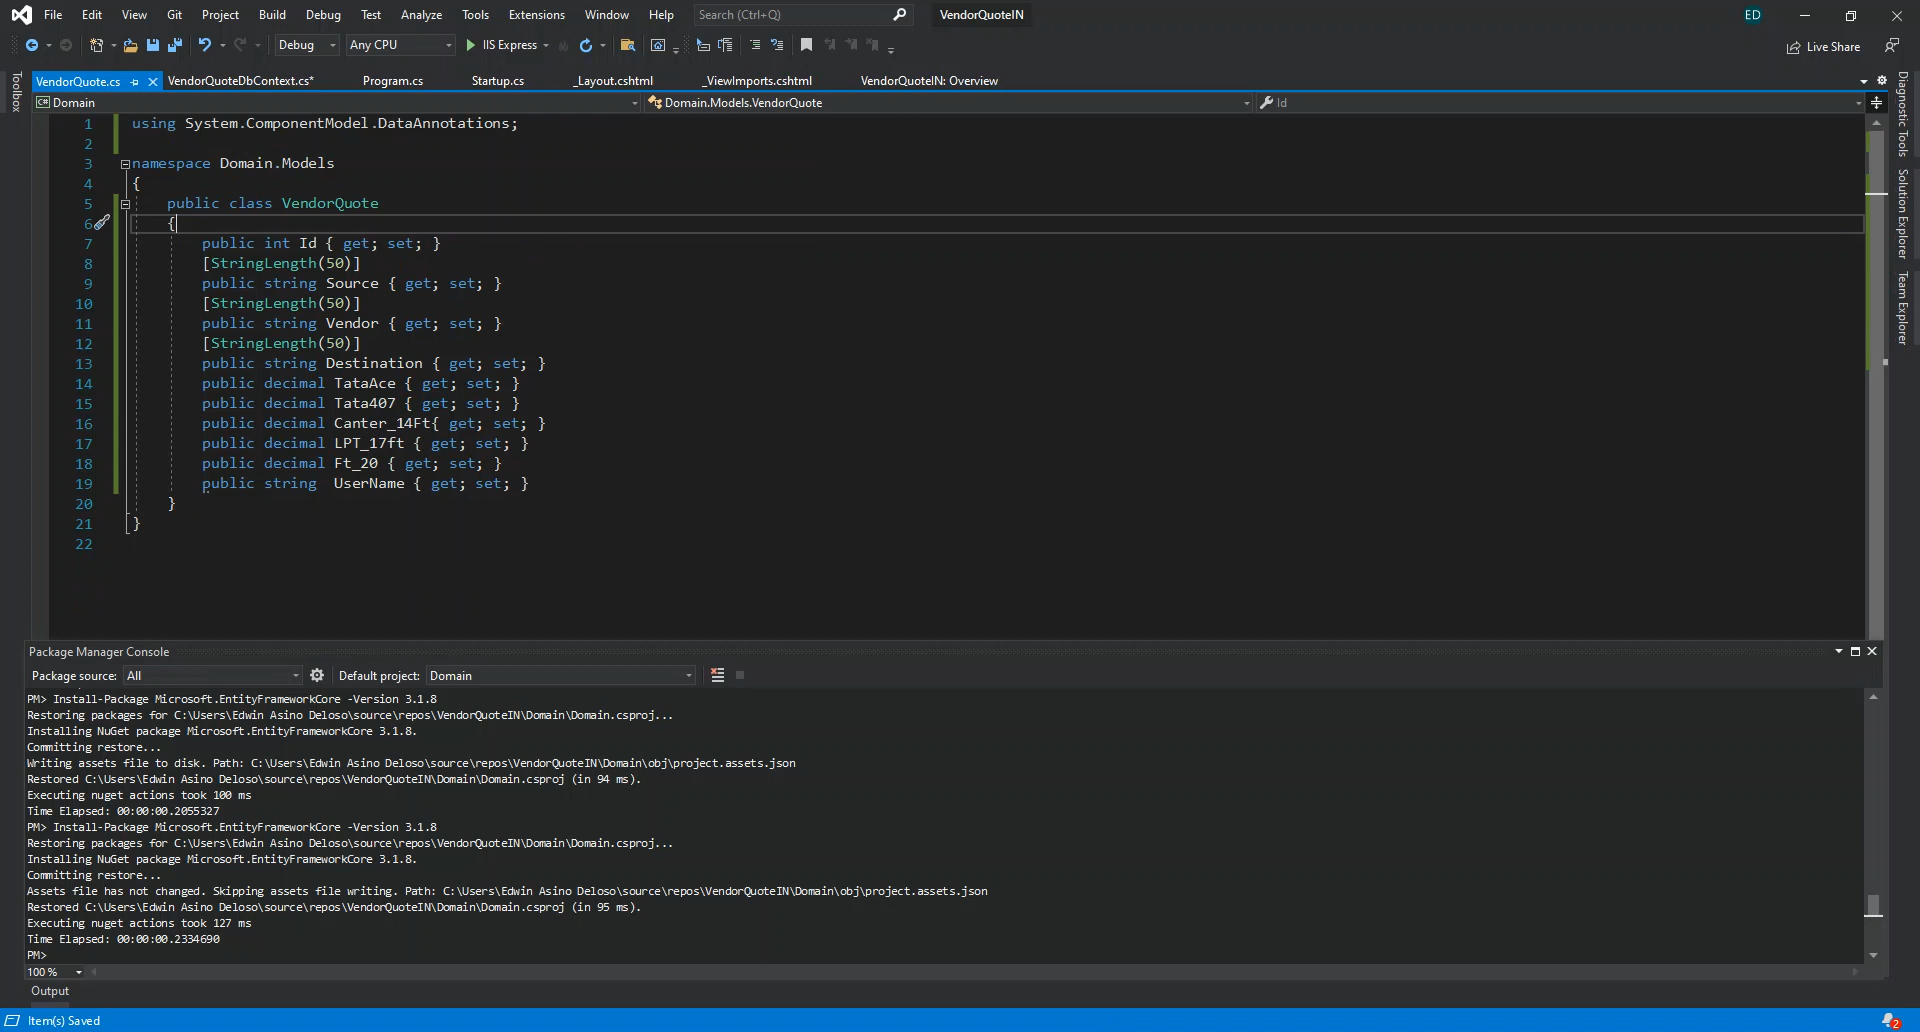 File Edit View Git Project Build Debug Test Analyze Tools Extensions Window Help Search (Ctrl+Q) VendorQuoteIN ED
Debug Any CPU IIS Express Live Share
VendorQuote.cs VendorQuoteDbContext.cs* Program.cs Startup.cs _Layout.cshtml _ViewImports.cshtml VendorQuoteIN: Overview
Domain Domain.Models.VendorQuote Id
Toolbox
Diagnostic Tools
Solution Explorer
Team Explorer
1 using System.ComponentModel.DataAnnotations;
2
3 namespace Domain.Models
4 {
5 public class VendorQuote
6 {
7 public int Id { get; set; }
8 [StringLength(50)]
9 public string Source { get; set; }
10 [StringLength(50)]
11 public string Vendor { get; set; }
12 [StringLength(50)]
13 public string Destination { get; set; }
14 public decimal TataAce { get; set; }
15 public decimal Tata407 { get; set; }
16 public decimal Canter_14Ft{ get; set; }
17 public decimal LPT_17ft { get; set; }
18 public decimal Ft_20 { get; set; }
19 public string  UserName { get; set; }
20 }
21 }
22
Package Manager Console
Package source: All Default project: Domain
PM> Install-Package Microsoft.EntityFrameworkCore -Version 3.1.8
Restoring packages for C:\Users\Edwin Asino Deloso\source\repos\VendorQuoteIN\Domain\Domain.csproj...
Installing NuGet package Microsoft.EntityFrameworkCore 3.1.8.
Committing restore...
Writing assets file to disk. Path: C:\Users\Edwin Asino Deloso\source\repos\VendorQuoteIN\Domain\obj\project.assets.json
Restored C:\Users\Edwin Asino Deloso\source\repos\VendorQuoteIN\Domain\Domain.csproj (in 94 ms).
Executing nuget actions took 100 ms
Time Elapsed: 00:00:00.2055327
PM> Install-Package Microsoft.EntityFrameworkCore -Version 3.1.8
Restoring packages for C:\Users\Edwin Asino Deloso\source\repos\VendorQuoteIN\Domain\Domain.csproj...
Installing NuGet package Microsoft.EntityFrameworkCore 3.1.8.
Committing restore...
Assets file has not changed. Skipping assets file writing. Path: C:\Users\Edwin Asino Deloso\source\repos\VendorQuoteIN\Domain\obj\project.assets.json
Restored C:\Users\Edwin Asino Deloso\source\repos\VendorQuoteIN\Domain\Domain.csproj (in 95 ms).
Executing nuget actions took 127 ms
Time Elapsed: 00:00:00.2334690
PM>
100 %
Output
Item(s) Saved 2